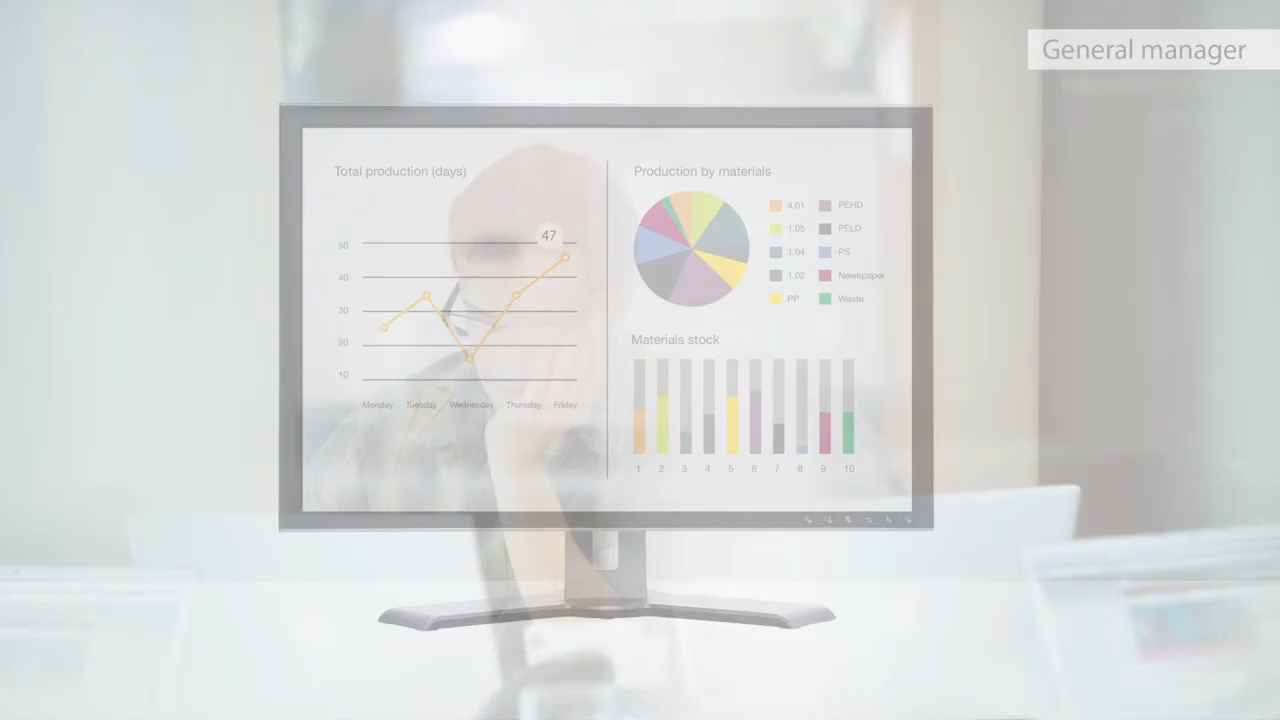 General manager
Total production (days)
47
50
40
30
20
10
Monday Tuesday Wednesday Thursday Friday
Production by materials
4.01 PEHD
1.05 PELD
1.04 PS
1.02 Newspaper
PP Waste
Materials stock
1 2 3 4 5 6 7 8 9 10